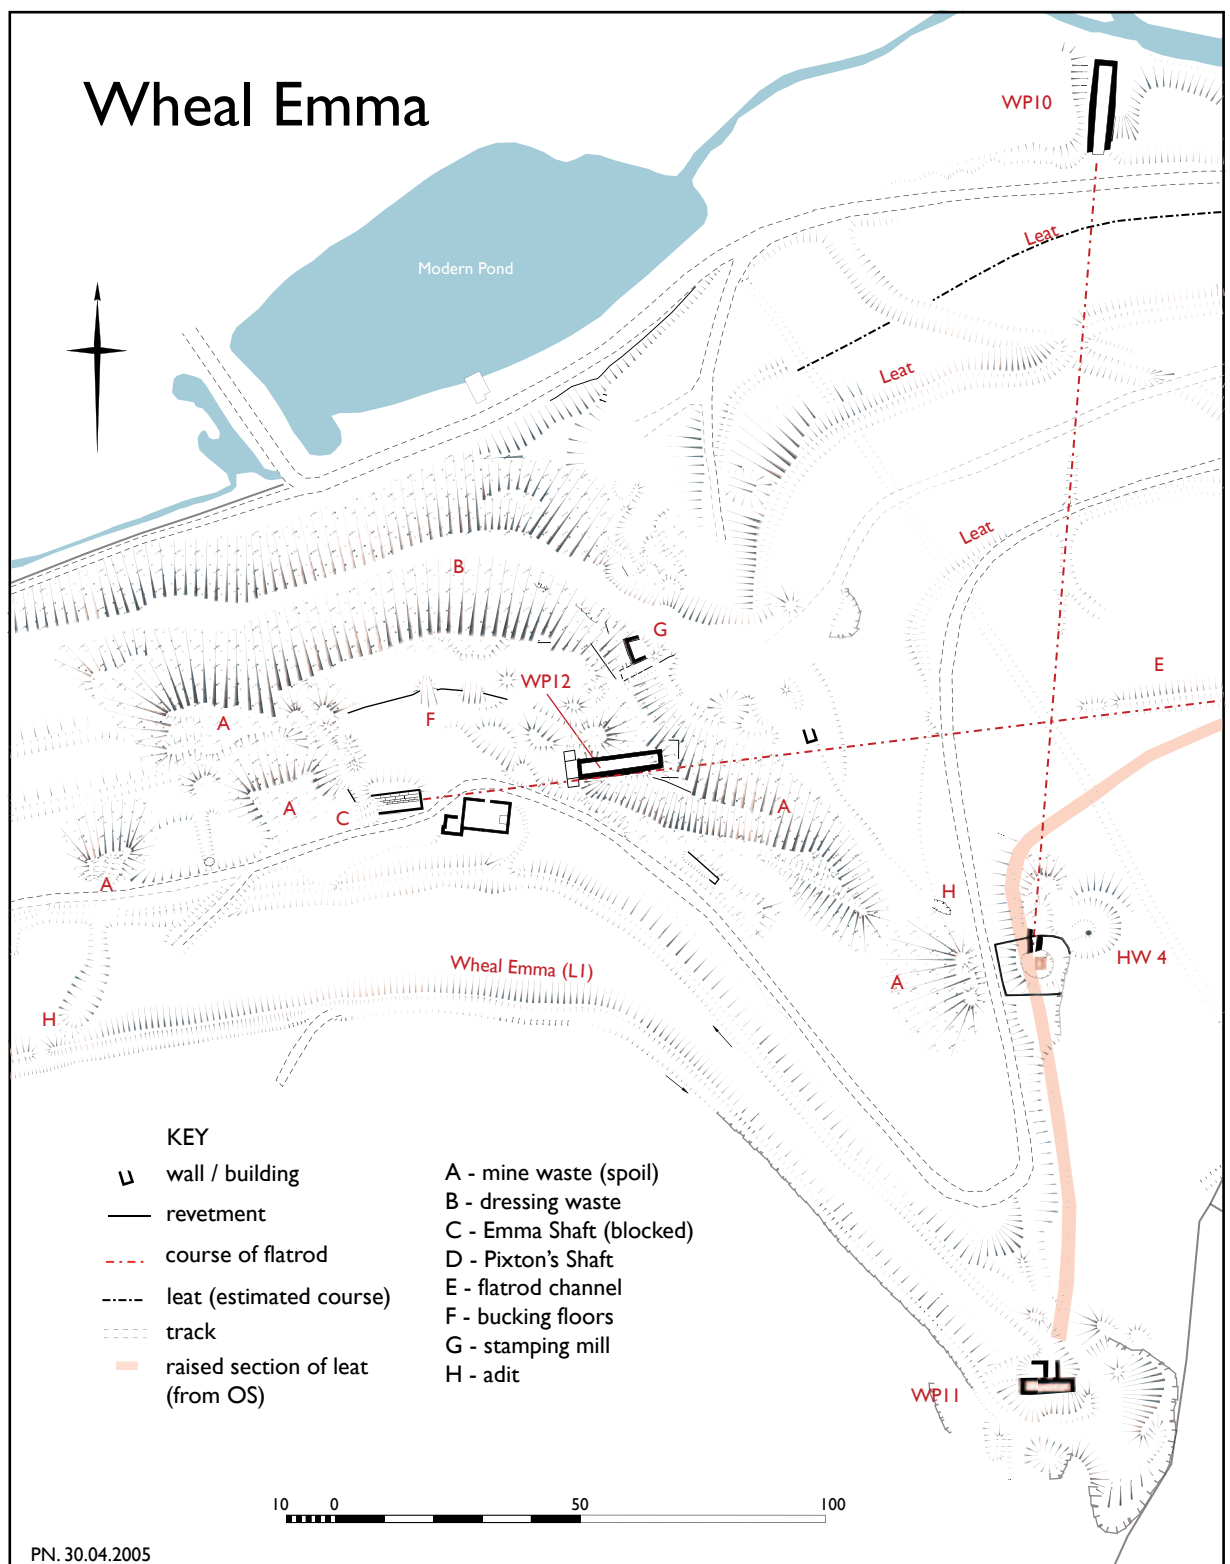 Wheal Emma
WP10
Leat
Modern Pond
Leat
Leat
B
G
E
WP12
A
F
A
A
C
A
H
A
HW 4
Wheal Emma (L1)
A
H
KEY
wall / building
revetment
course of flatrod
leat (estimated course)
track
raised section of leat
(from OS)
A - mine waste (spoil)
B - dressing waste
C - Emma Shaft (blocked)
D - Pixton's Shaft
E - flatrod channel
F - bucking floors
G - stamping mill
H - adit
WP11
10 0 50 100
PN. 30.04.2005